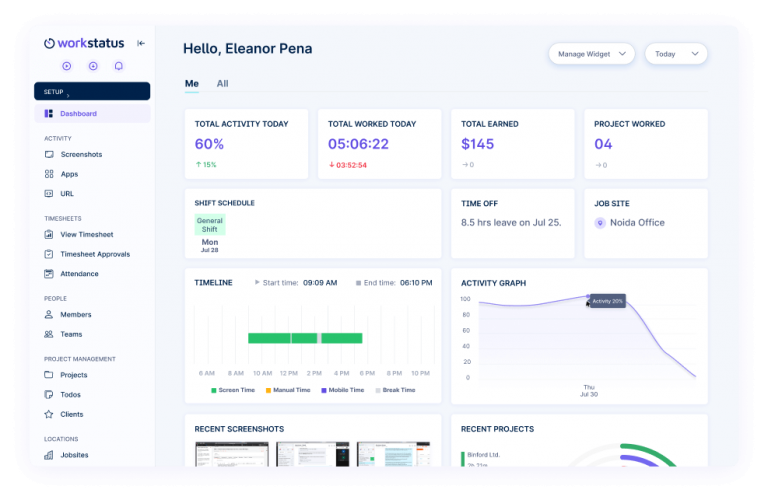 workstatus
SETUP
Dashboard
ACTIVITY
Screenshots
Apps
URL
TIMESHEETS
View Timesheet
Timesheet Approvals
Attendance
PEOPLE
Members
Teams
PROJECT MANAGEMENT
Projects
Todos
Clients
LOCATIONS
Jobsites
Hello, Eleanor Pena
Manage Widget
Today
Me All
TOTAL ACTIVITY TODAY
60%
↑ 15%
TOTAL WORKED TODAY
05:06:22
↓ 03:52:54
TOTAL EARNED
$145
→ 0
PROJECT WORKED
04
→ 0
SHIFT SCHEDULE
General
Shift
Mon
Jul 28
TIME OFF
8.5 hrs leave on Jul 25.
JOB SITE
Noida Office
TIMELINE
Start time: 09:09 AM
End time: 06:10 PM
6 AM 8 AM 10 AM 12 PM 2 PM 4 PM 6 PM 8 PM 10 PM
Screen Time Manual Time Mobile Time Break Time
ACTIVITY GRAPH
100
80
60
40
20
0
Activity 20%
Thu
Jul 30
RECENT SCREENSHOTS
RECENT PROJECTS
Binford Ltd.